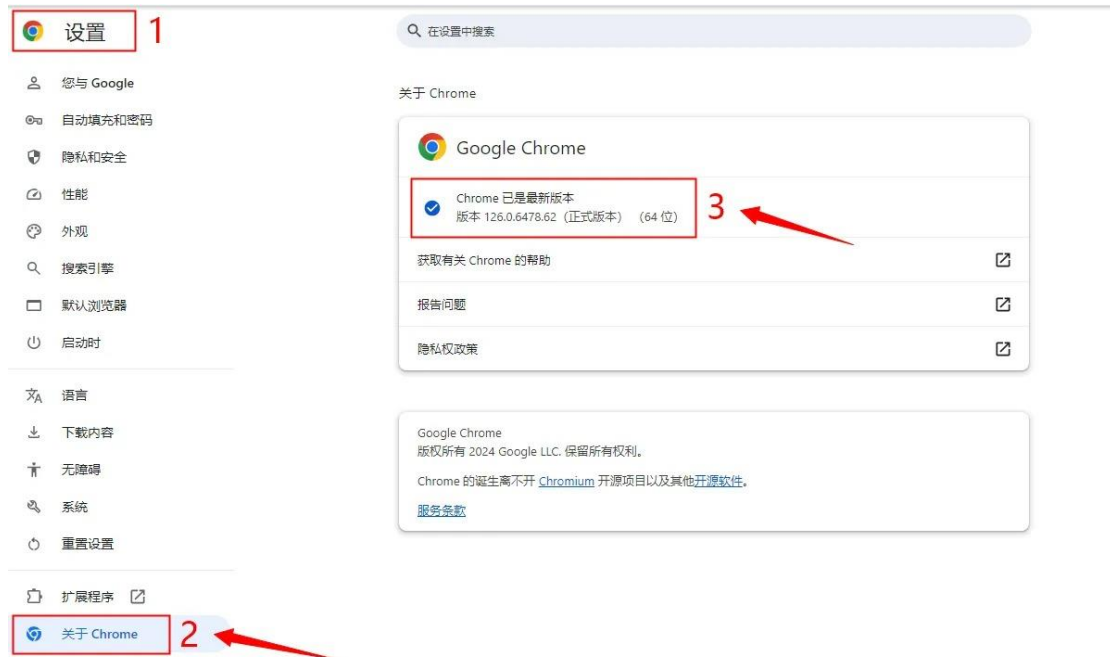 设置 1
在设置中搜索
您与 Google
自动填充和密码
隐私和安全
性能
外观
搜索引擎
默认浏览器
启动时
语言
下载内容
无障碍
系统
重置设置
扩展程序
关于 Chrome 2
关于 Chrome
Google Chrome
Chrome 已是最新版本
版本 126.0.6478.62（正式版本） （64 位） 3
获取有关 Chrome 的帮助
报告问题
隐私权政策
Google Chrome
版权所有 2024 Google LLC. 保留所有权利。
Chrome 的诞生离不开 Chromium 开源项目以及其他开源软件。
服务条款